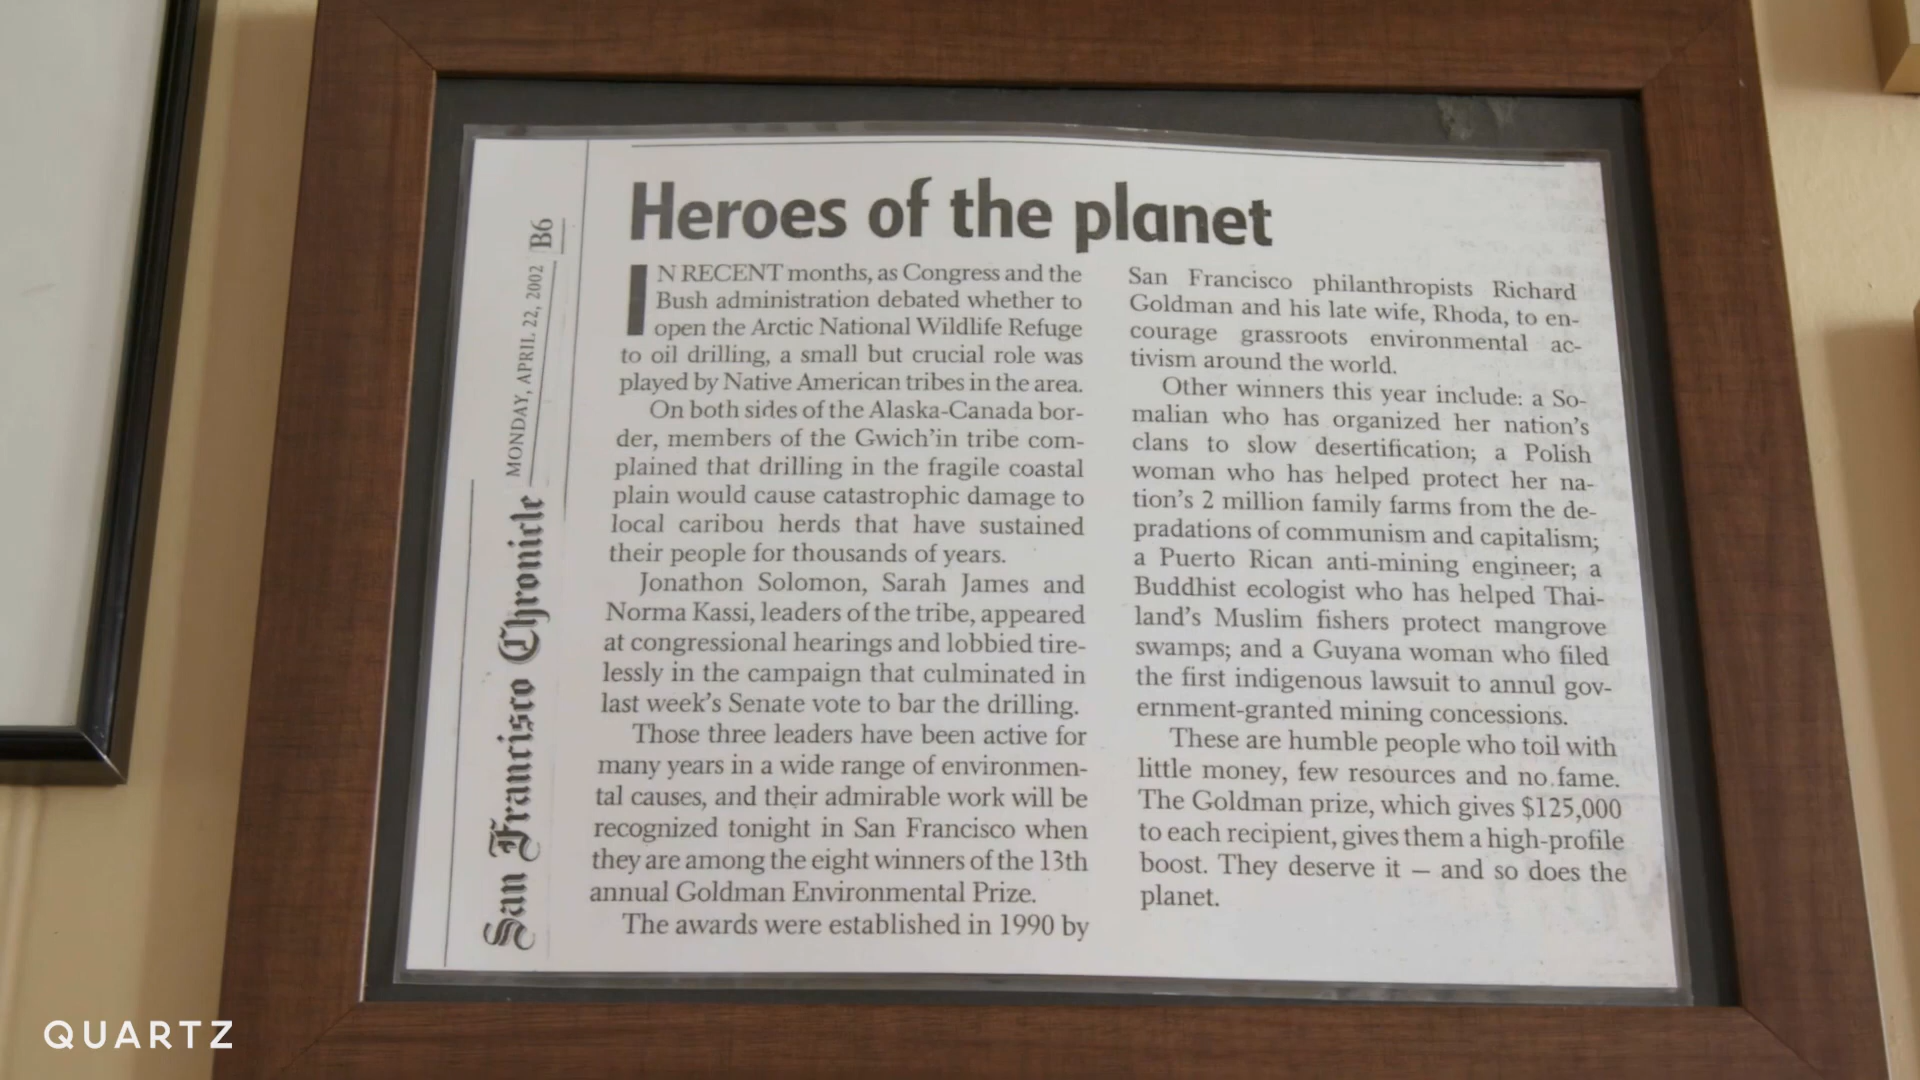 Heroes of the planet
San Francisco Chronicle
MONDAY, APRIL 22, 2002 B6
IN RECENT months, as Congress and the
Bush administration debated whether to
open the Arctic National Wildlife Refuge
to oil drilling, a small but crucial role was
played by Native American tribes in the area.
On both sides of the Alaska-Canada bor-
der, members of the Gwich'in tribe com-
plained that drilling in the fragile coastal
plain would cause catastrophic damage to
local caribou herds that have sustained
their people for thousands of years.
Jonathon Solomon, Sarah James and
Norma Kassi, leaders of the tribe, appeared
at congressional hearings and lobbied tire-
lessly in the campaign that culminated in
last week's Senate vote to bar the drilling.
Those three leaders have been active for
many years in a wide range of environmen-
tal causes, and their admirable work will be
recognized tonight in San Francisco when
they are among the eight winners of the 13th
annual Goldman Environmental Prize.
The awards were established in 1990 by
San Francisco philanthropists Richard
Goldman and his late wife, Rhoda, to en-
courage grassroots environmental ac-
tivism around the world.
Other winners this year include: a So-
malian who has organized her nation's
clans to slow desertification; a Polish
woman who has helped protect her na-
tion's 2 million family farms from the de-
predations of communism and capitalism;
a Puerto Rican anti-mining engineer; a
Buddhist ecologist who has helped Thai-
land's Muslim fishers protect mangrove
swamps; and a Guyana woman who filed
the first indigenous lawsuit to annul gov-
ernment-granted mining concessions.
These are humble people who toil with
little money, few resources and no fame.
The Goldman prize, which gives $125,000
to each recipient, gives them a high-profile
boost. They deserve it — and so does the
planet.
QUARTZ